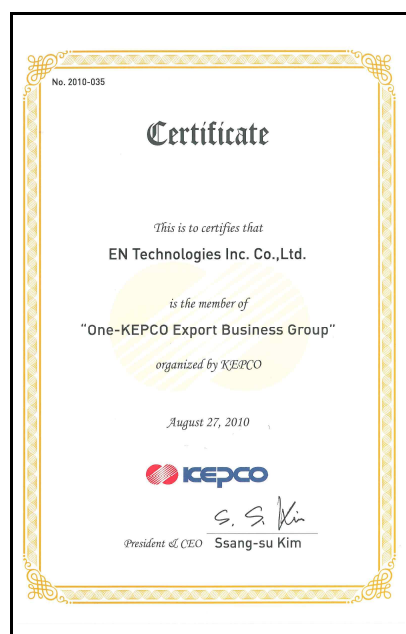 No. 2010-035
Certificate
This is to certifies that
EN Technologies Inc. Co.,Ltd.
is the member of
“One-KEPCO Export Business Group”
organized by KEPCO
August 27, 2010
KEPCO
S. S. Kim
President & CEO Ssang-su Kim